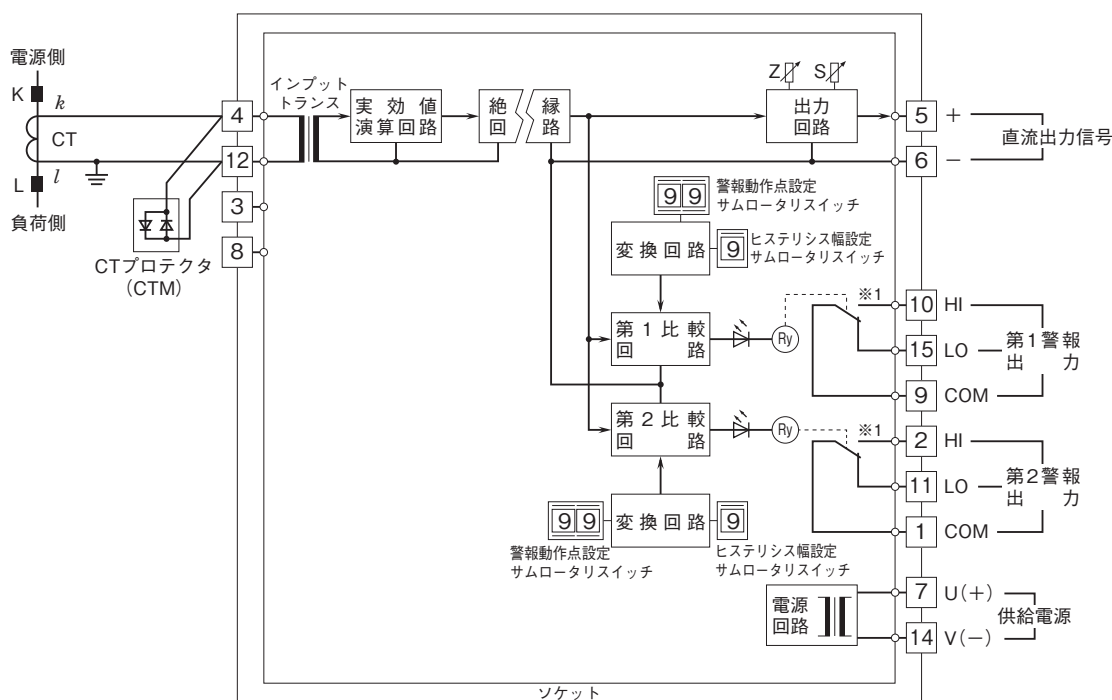 電源側
K
k
CT
L
l
負荷側
CTプロテクタ
(CTM)
4
12
3
8
インプット
トランス
実効値
演算回路
絶縁
回路
Z
S
出力
回路
5
+
6
−
直流出力信号
9 9
警報動作点設定
サムロータリスイッチ
変換回路
9
ヒステリシス幅設定
サムロータリスイッチ
第1比較
回路
Ry
※1
10
HI
15
LO
9
COM
第1警報
出力
第2比較
回路
Ry
※1
2
HI
11
LO
1
COM
第2警報
出力
9 9
変換回路
9
警報動作点設定
サムロータリスイッチ
ヒステリシス幅設定
サムロータリスイッチ
電源
回路
7
U(+)
14
V(−)
供給電源
ソケット